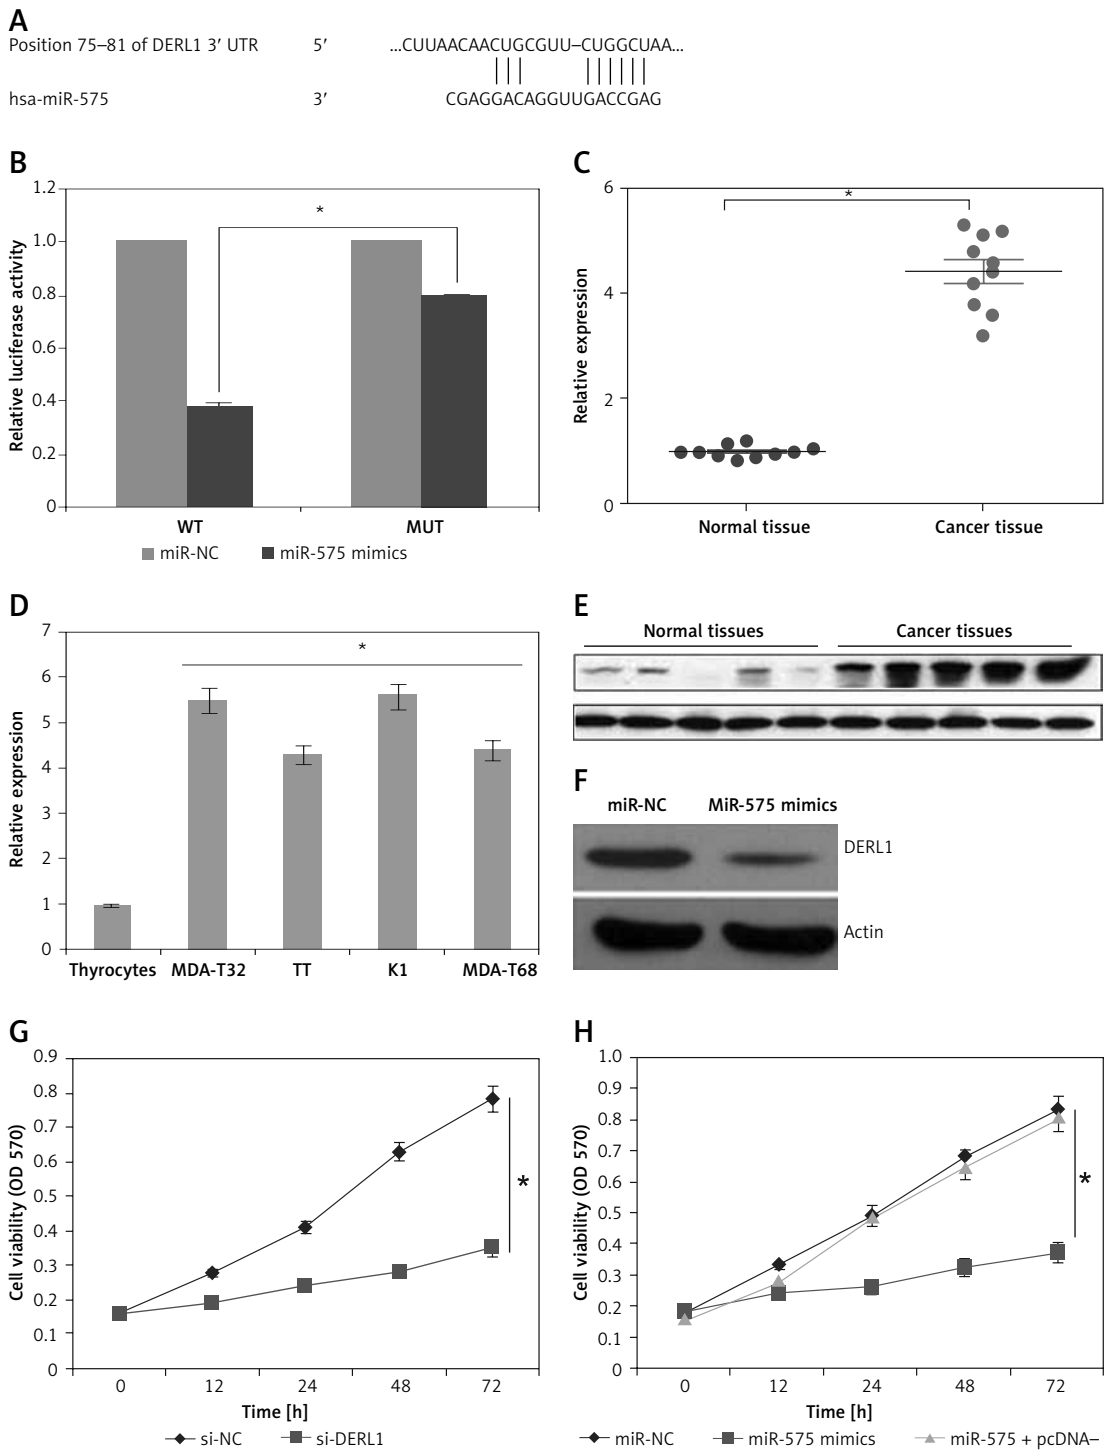 A
Position 75–81 of DERL1 3′ UTR 5′ ...CUUAACAACUGCGUU–CUGGCUAA...
hsa-miR-575 3′ CGAGGACAGGUUGACCGAG
B
Relative luciferase activity
1.2
1.0
0.8
0.6
0.4
0.2
0
*
WT MUT
miR-NC miR-575 mimics
C
Relative expression
6
4
2
0
*
Normal tissue Cancer tissue
D
Relative expression
7
6
5
4
3
2
1
0
*
Thyrocytes MDA-T32 TT K1 MDA-T68
E
Normal tissues Cancer tissues
F
miR-NC MiR-575 mimics
DERL1
Actin
G
Cell viability (OD 570)
0.9
0.8
0.7
0.6
0.5
0.4
0.3
0.2
0.1
0
*
0 12 24 48 72
Time [h]
si-NC si-DERL1
H
Cell viability (OD 570)
1.0
0.9
0.8
0.7
0.6
0.5
0.4
0.3
0.2
0.1
0
*
0 12 24 48 72
Time [h]
miR-NC miR-575 mimics miR-575 + pcDNA–